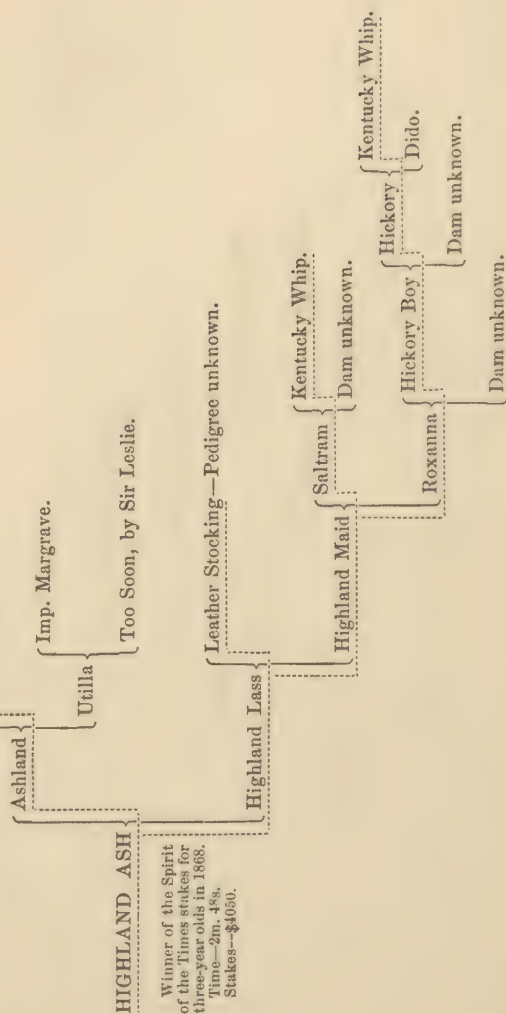 HIGHLAND ASH
Winner of the Spirit
of the Times stakes for
three-year olds in 1868.
Time—2m. 48s.
Stakes--$4050.
Ashland
Utilla
Imp. Margrave.
Too Soon, by Sir Leslie.
Highland Lass
Leather Stocking—Pedigree unknown.
Highland Maid
Saltram
Kentucky Whip.
Dam unknown.
Roxanna
Hickory Boy
Hickory
Kentucky Whip.
Dido.
Dam unknown.
Dam unknown.